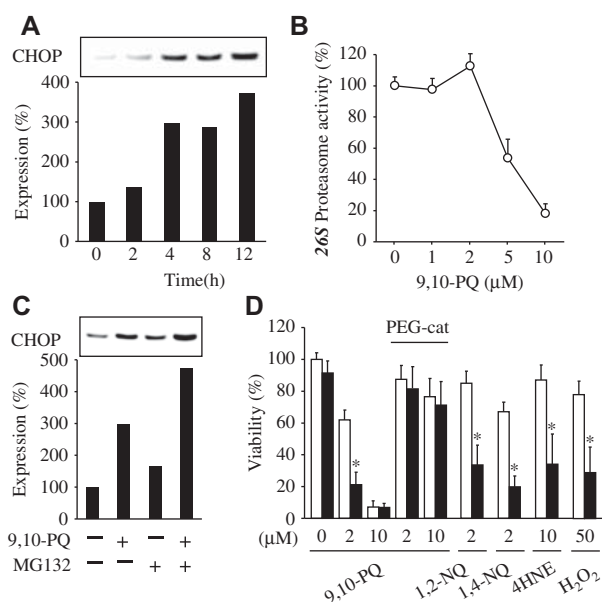 A
CHOP
Expression (%)
400
300
200
100
0
0 2 4 8 12
Time(h)
B
26S Proteasome activity (%)
120
100
80
60
40
20
0
0 1 2 5 10
9,10-PQ (μM)
C
CHOP
Expression (%)
500
400
300
200
100
0
9,10-PQ – + – +
MG132 – – + +
D
PEG-cat
Viability (%)
120
100
80
60
40
20
0
* * * * *
(μM) 0 2 10 2 10 2 2 10 50
9,10-PQ 1,2-NQ 1,4-NQ 4HNE H₂O₂